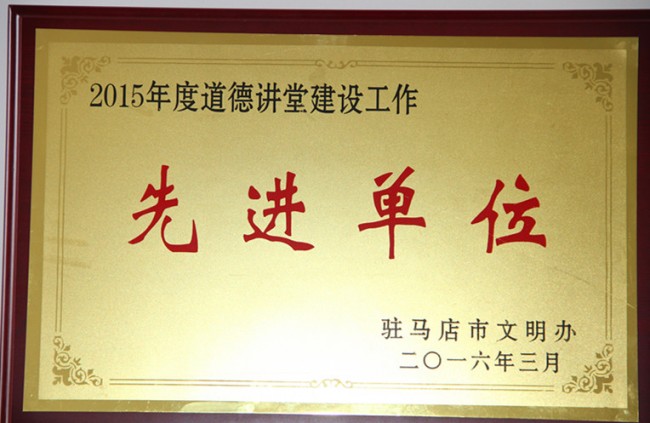 2015年度道德讲堂建设工作
先进单位
驻马店市文明办
二〇一六年三月